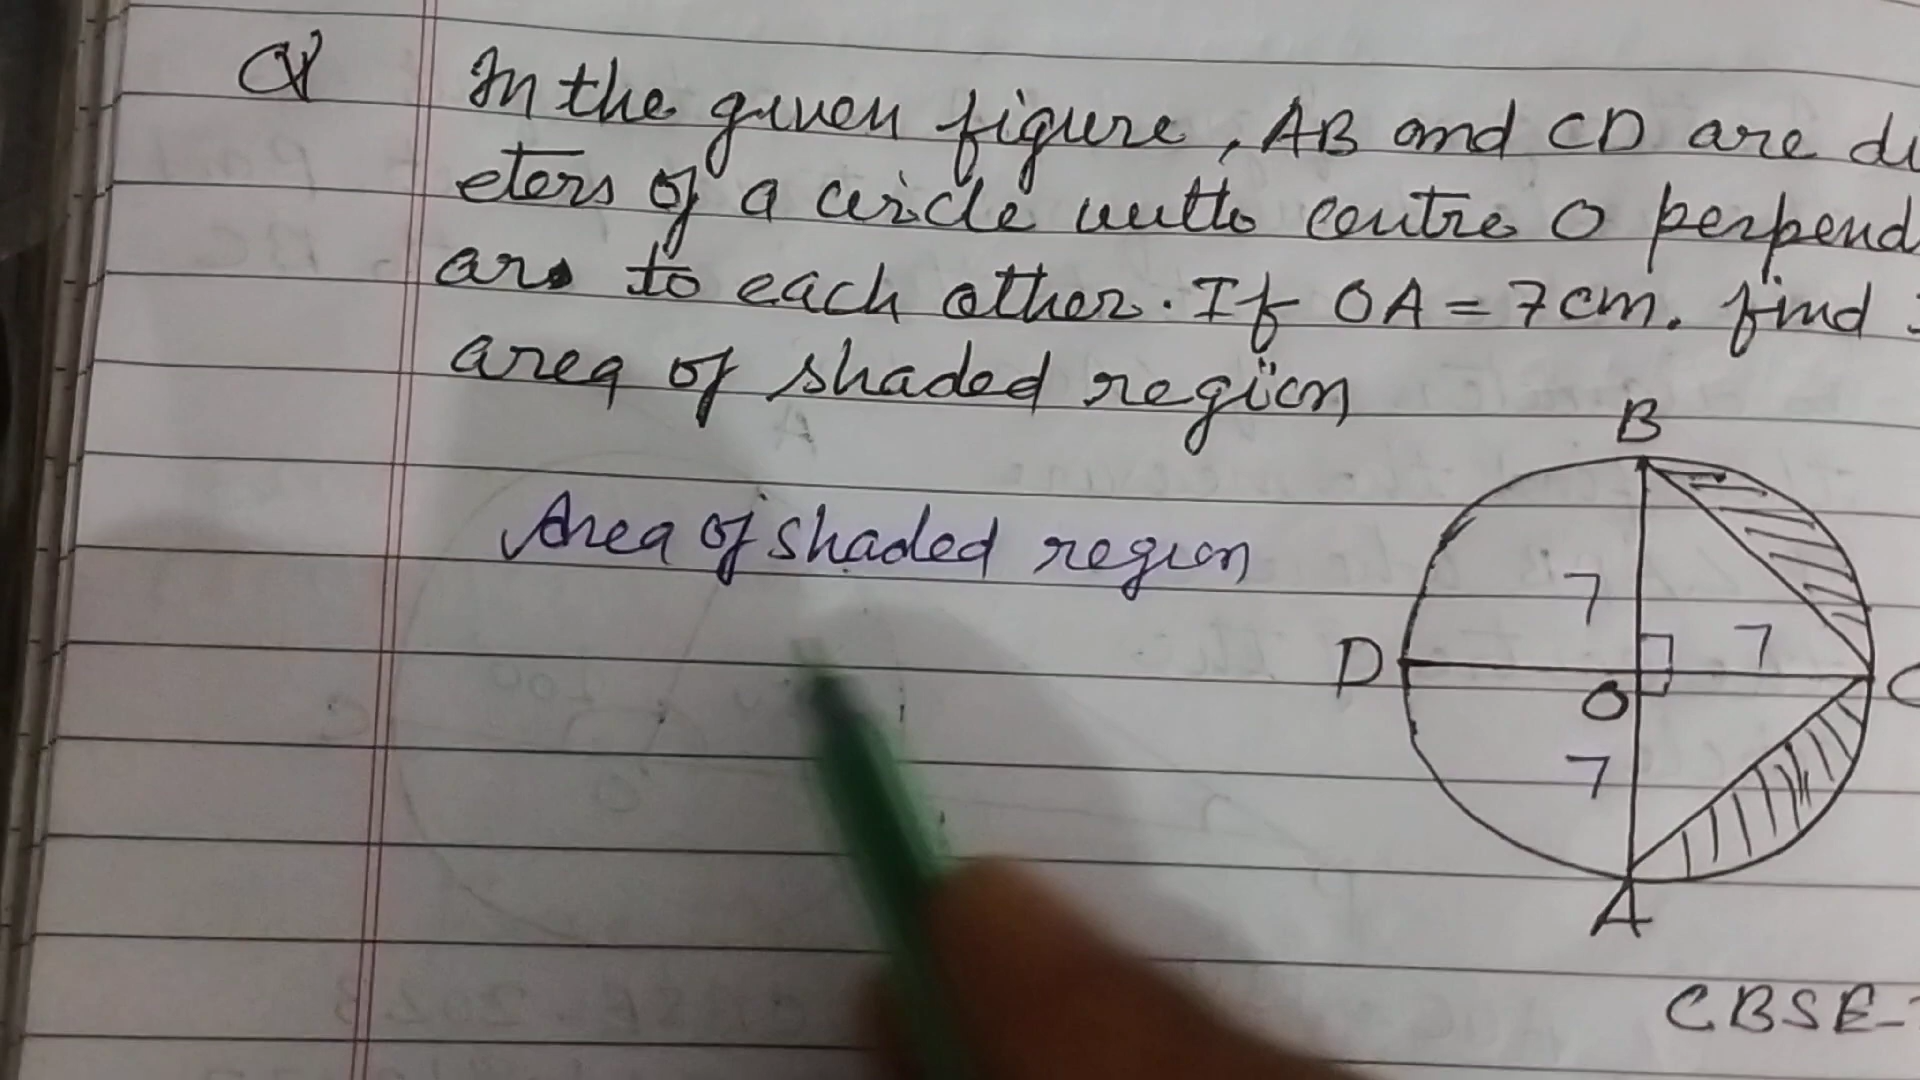 Q
In the given figure, AB and CD are di
eters of a circle with centre O perpend
ar to each other. If OA = 7cm. find
area of shaded region
Area of shaded region
B
7
7
D
O
C
7
A
CBSE-